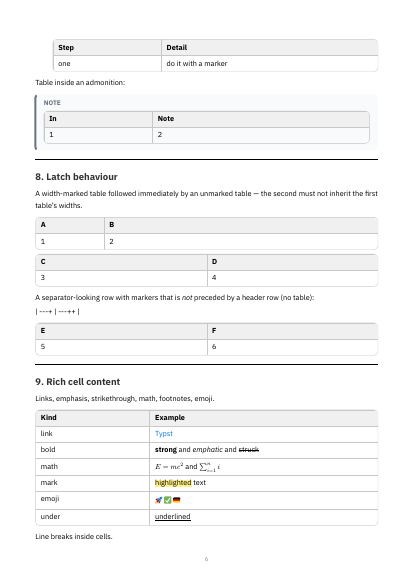 Step Detail
one do it with a marker
Table inside an admonition:
NOTE
In Note
1 2
8. Latch behaviour
A width-marked table followed immediately by an unmarked table — the second must not inherit the first
table's widths.
A B
1 2
C D
3 4
A separator-looking row with markers that is not preceded by a header row (no table):
| ---+ | ---++ |
E F
5 6
9. Rich cell content
Links, emphasis, strikethrough, math, footnotes, emoji.
Kind Example
link Typst
bold strong and emphatic and struck
math E = mc² and ∑ⁿᵢ₌₁ i
mark highlighted text
emoji 🚀 ✅ 🇩🇪
under underlined
Line breaks inside cells.
6